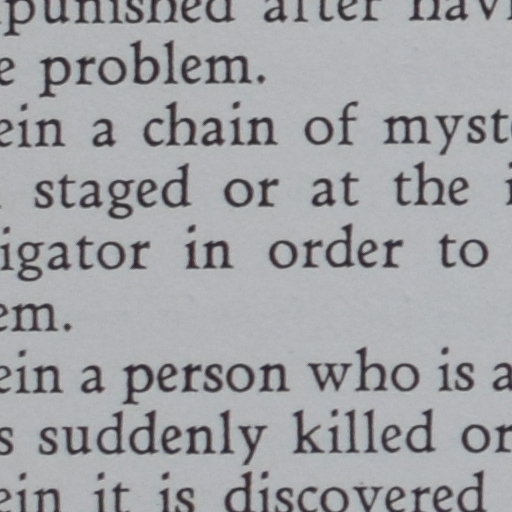 punished after havi
e problem.
ein a chain of myste
staged or at the i
igator in order to
em.
ein a person who is a
s suddenly killed or
ein it is discovered